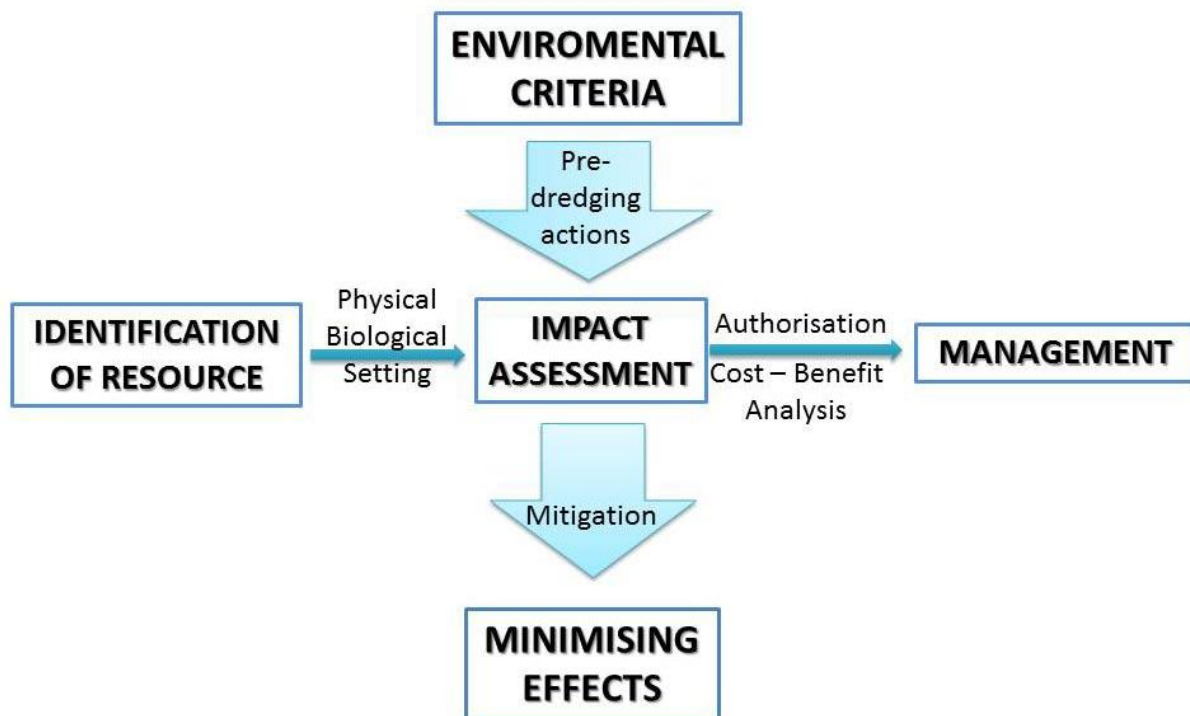 ENVIROMENTAL
CRITERIA
Pre-
dredging
actions
IDENTIFICATION
OF RESOURCE
Physical
Biological
Setting
IMPACT
ASSESSMENT
Authorisation
Cost – Benefit
Analysis
MANAGEMENT
Mitigation
MINIMISING
EFFECTS